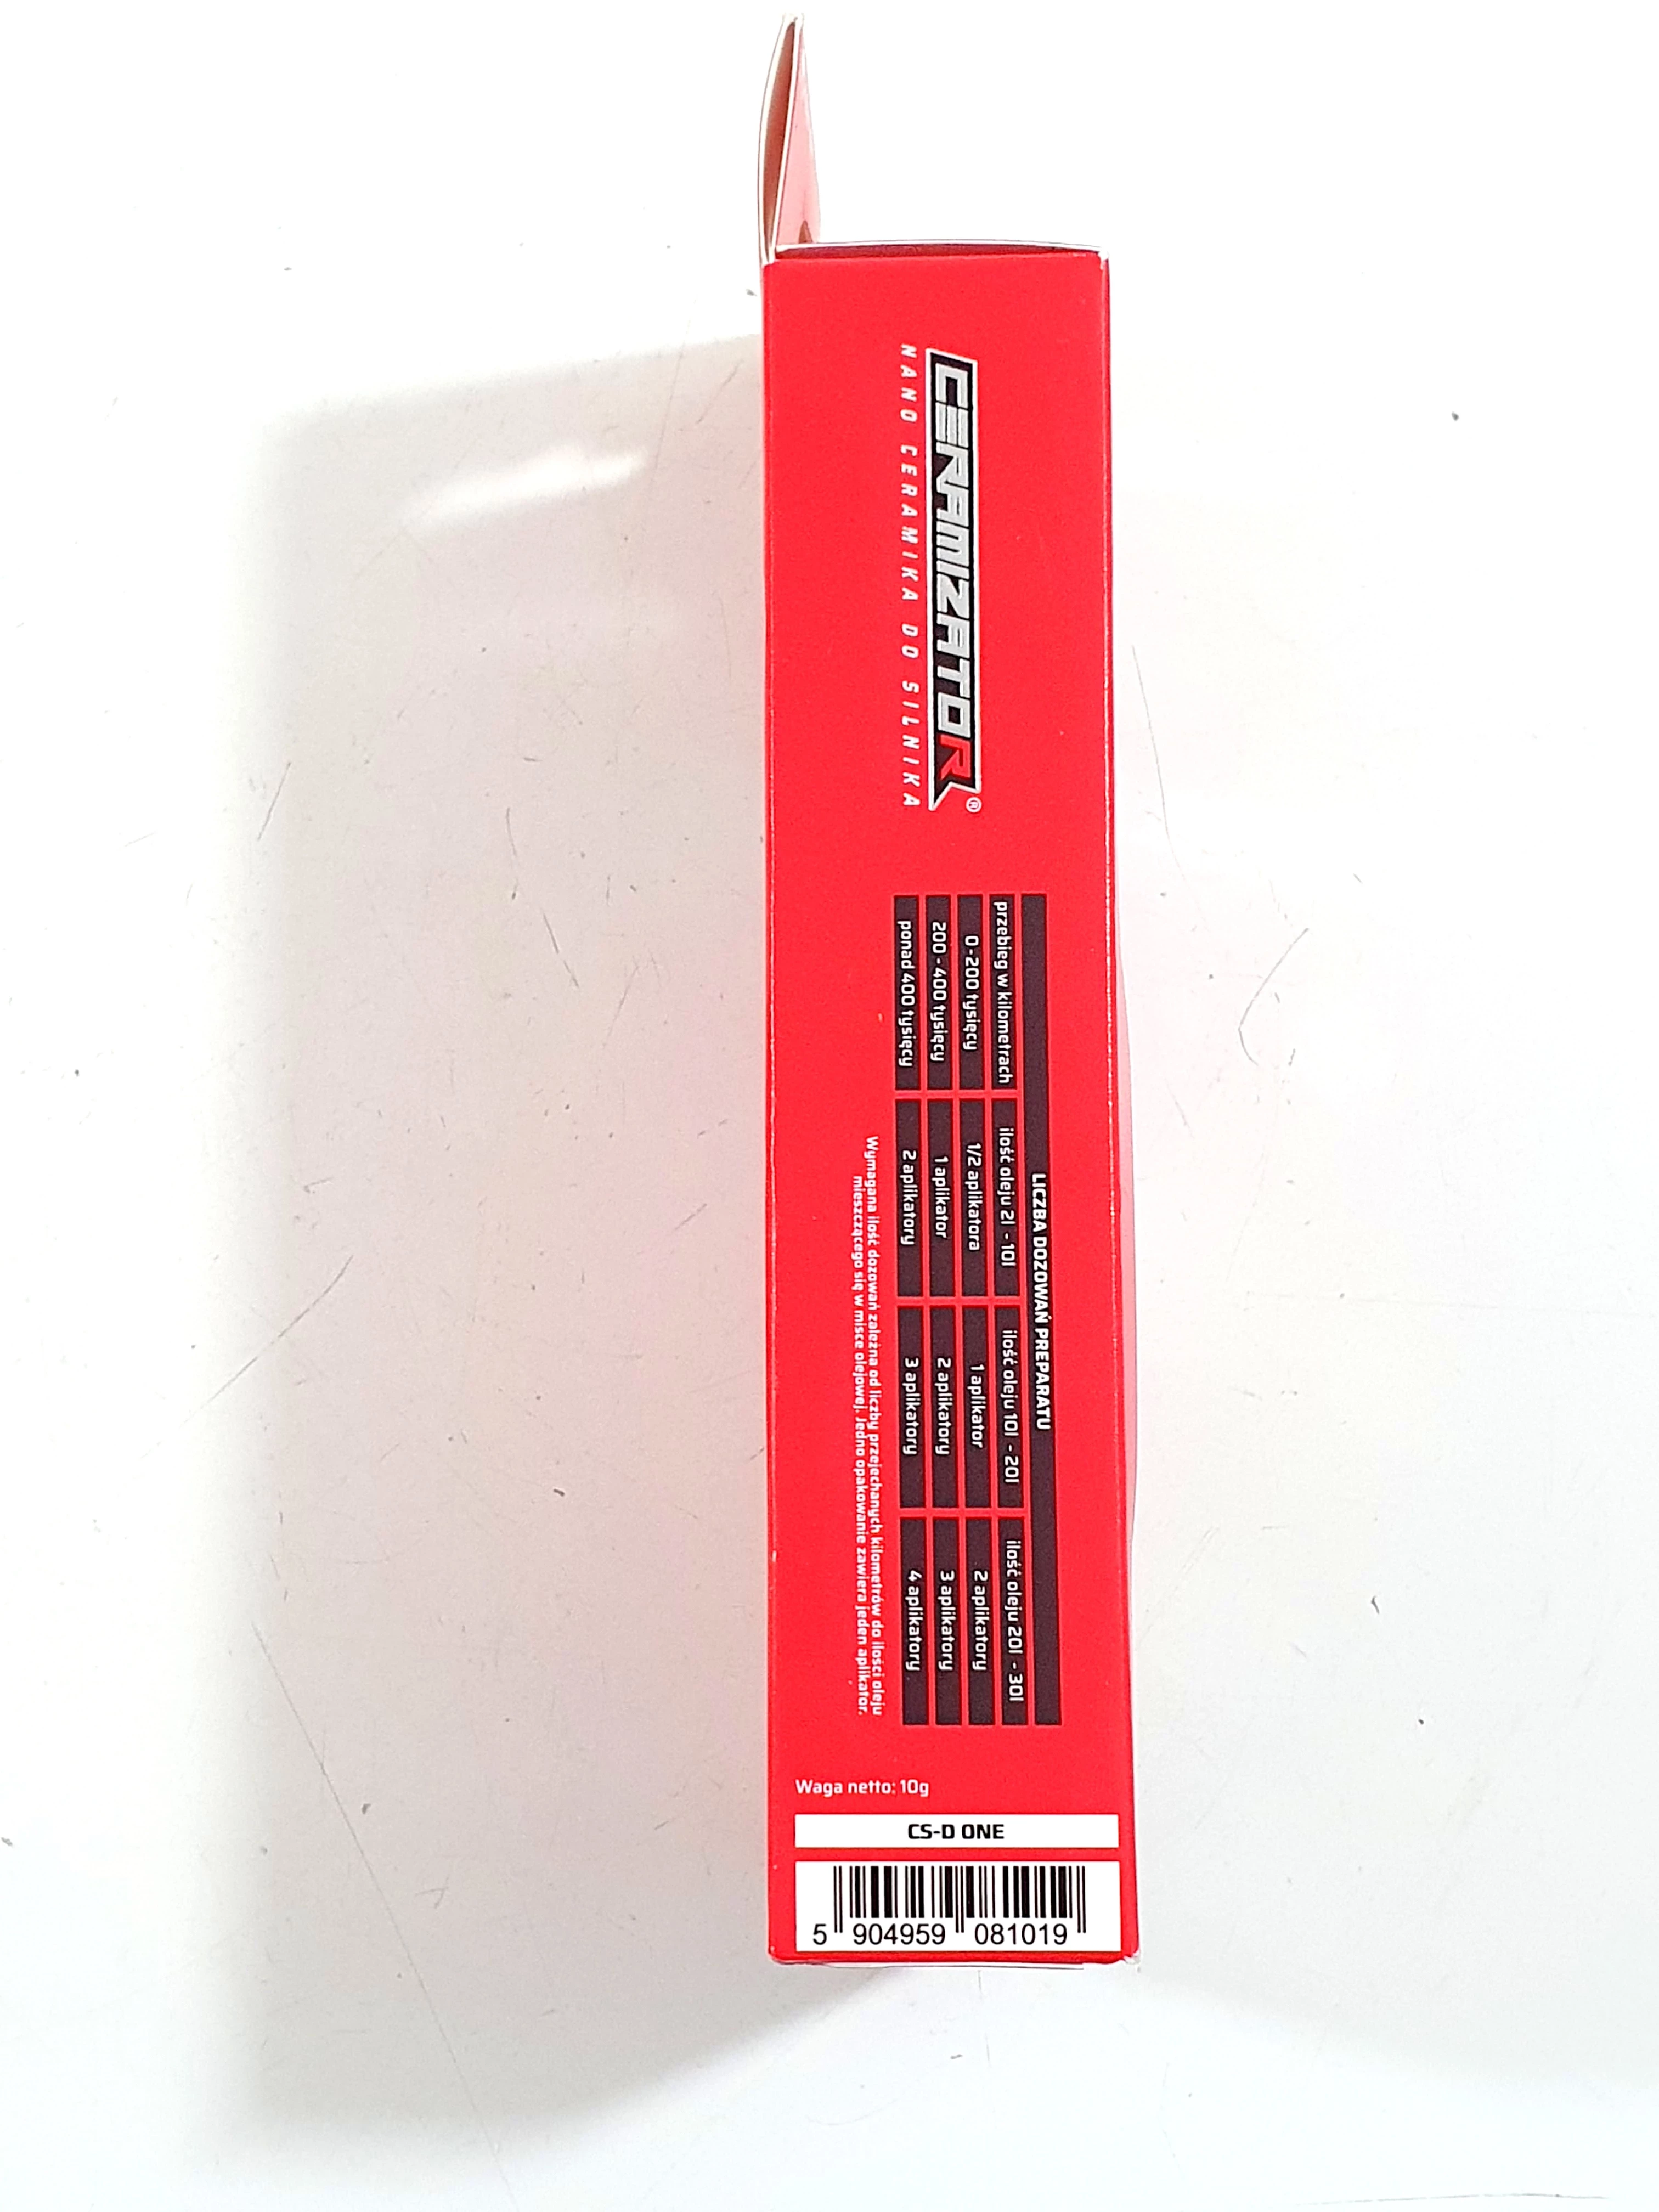 CERAMIZATOR®
NANO CERAMIKA DO SILNIKA
LICZBA DOZOWAŃ PREPARATU
przebieg w kilometrach ilość oleju 2l - 10l ilość oleju 10l - 20l ilość oleju 20l - 30l
0 - 200 tysięcy 1/2 aplikatora 1 aplikator 2 aplikatory
200 - 400 tysięcy 1 aplikator 2 aplikatory 3 aplikatory
ponad 400 tysięcy 2 aplikatory 3 aplikatory 4 aplikatory
Wymagana ilość dozowań zależna od liczby przejechanych kilometrów do ilości oleju
mieszczącego się w misce olejowej. Jedno opakowanie zawiera jeden aplikator.
Waga netto: 10g
CS-D ONE
5 904959 081019